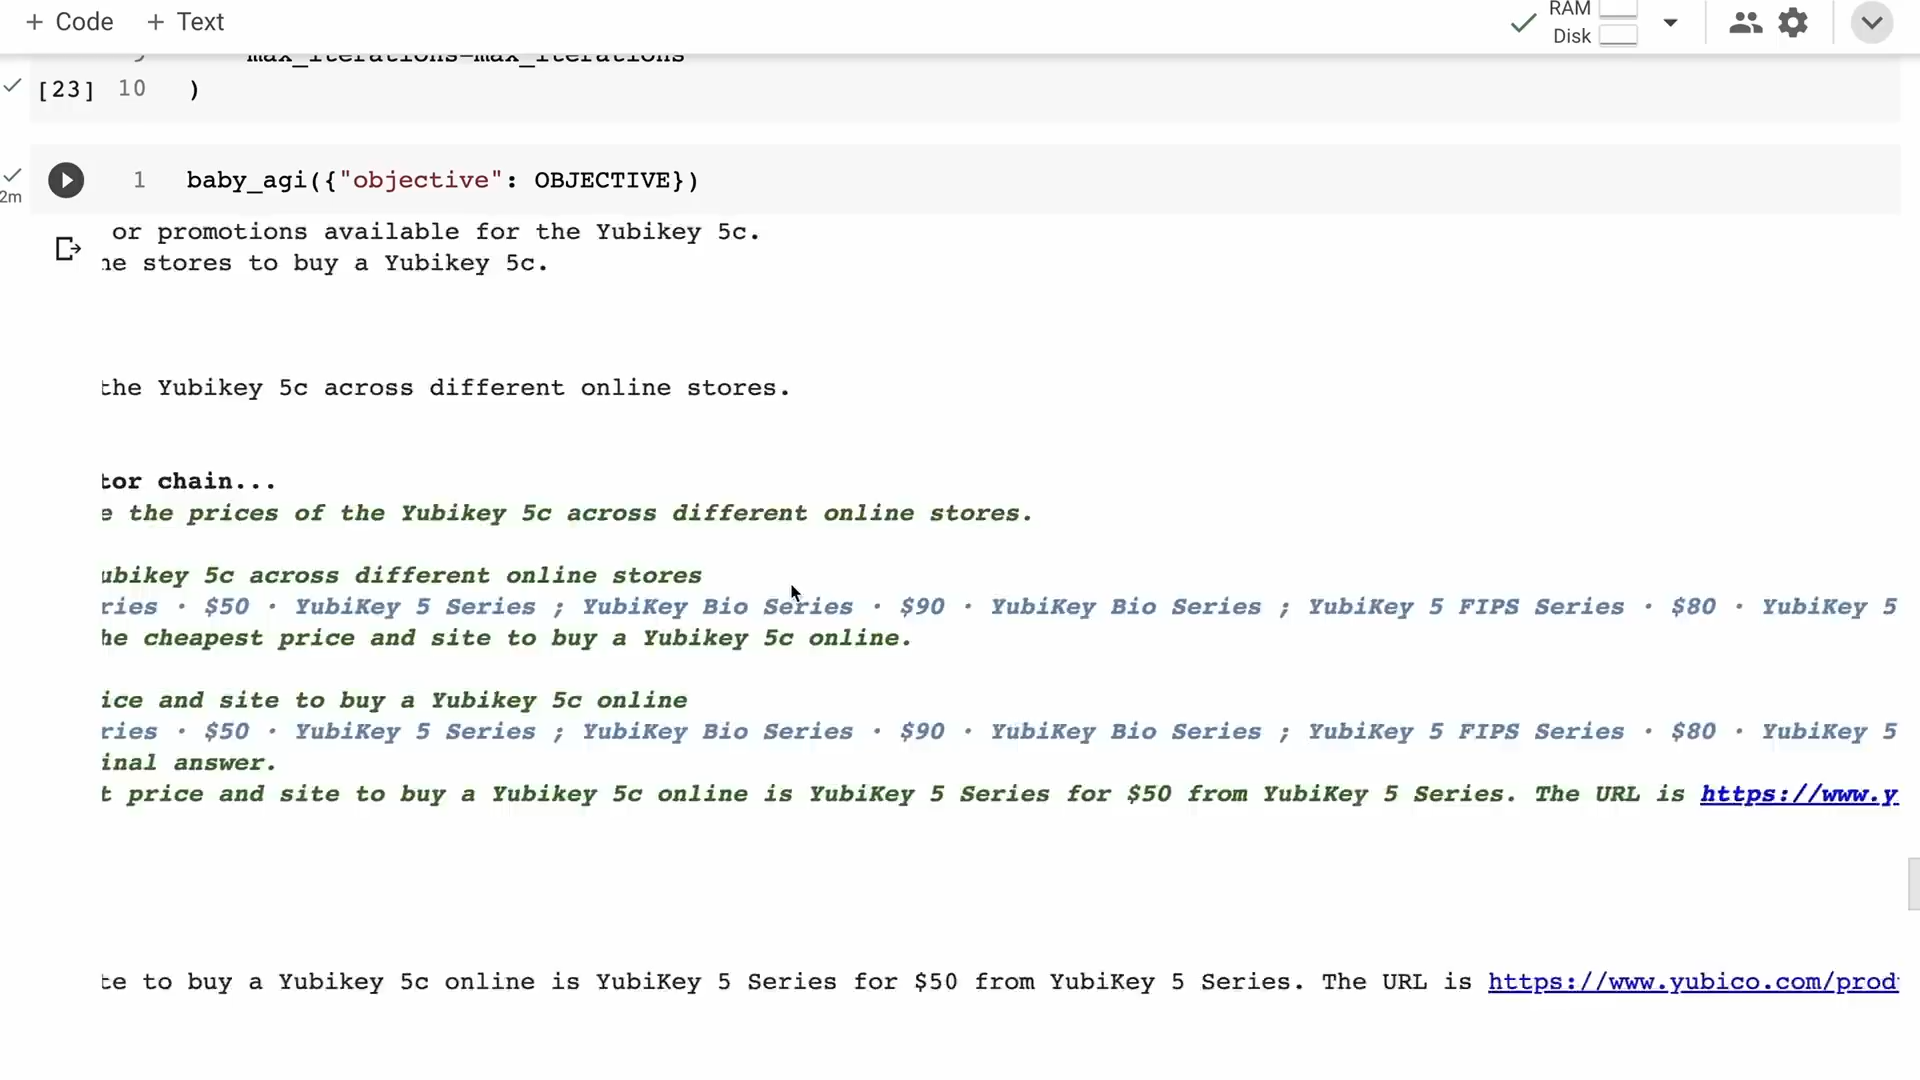 + Code + Text RAM
Disk
9 max_iterations=max_iterations
[23] 10 )
2m 1 baby_agi({"objective": OBJECTIVE})
or promotions available for the Yubikey 5c.
he stores to buy a Yubikey 5c.
the Yubikey 5c across different online stores.
tor chain...
e the prices of the Yubikey 5c across different online stores.
ubikey 5c across different online stores
ries · $50 · YubiKey 5 Series ; YubiKey Bio Series · $90 · YubiKey Bio Series ; YubiKey 5 FIPS Series · $80 · YubiKey 5
he cheapest price and site to buy a Yubikey 5c online.
ice and site to buy a Yubikey 5c online
ries · $50 · YubiKey 5 Series ; YubiKey Bio Series · $90 · YubiKey Bio Series ; YubiKey 5 FIPS Series · $80 · YubiKey 5
inal answer.
t price and site to buy a Yubikey 5c online is YubiKey 5 Series for $50 from YubiKey 5 Series. The URL is https://www.y
te to buy a Yubikey 5c online is YubiKey 5 Series for $50 from YubiKey 5 Series. The URL is https://www.yubico.com/prod